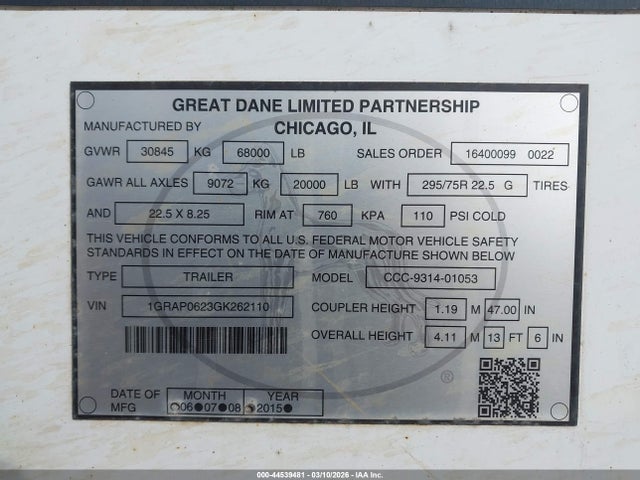 GREAT DANE LIMITED PARTNERSHIP
MANUFACTURED BY CHICAGO, IL
GVWR 30845 KG 68000 LB SALES ORDER 16400099 0022
GAWR ALL AXLES 9072 KG 20000 LB WITH 295/75R 22.5 G TIRES
AND 22.5 X 8.25 RIM AT 760 KPA 110 PSI COLD
THIS VEHICLE CONFORMS TO ALL U.S. FEDERAL MOTOR VEHICLE SAFETY
STANDARDS IN EFFECT ON THE DATE OF MANUFACTURE SHOWN BELOW
TYPE TRAILER MODEL CCC-9314-01053
VIN 1GRAP0623GK262110 COUPLER HEIGHT 1.19 M 47.00 IN
OVERALL HEIGHT 4.11 M 13 FT 6 IN
®
DATE OF MFG MONTH YEAR
06 07 08 2015
000-44539481 - 03/10/2026 - IAA Inc.